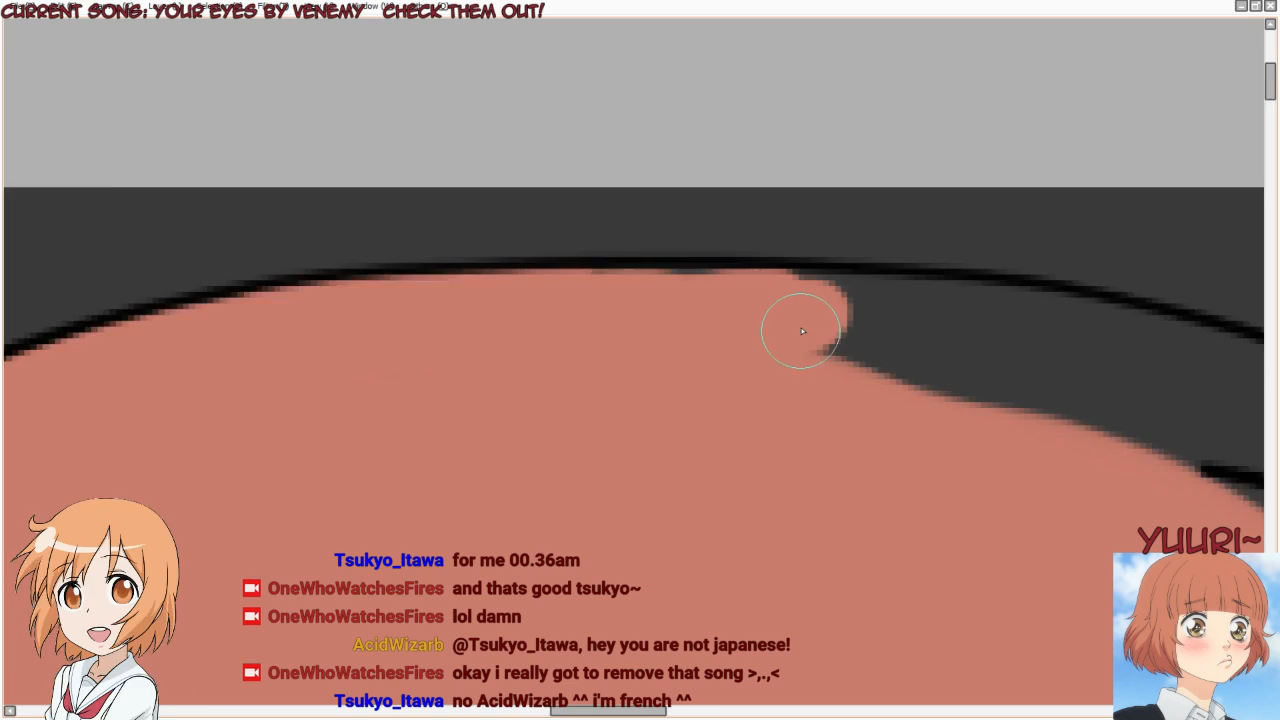 CURRENT SONG: YOUR EYES BY VENEMY   CHECK THEM OUT!
Tsukyo_Itawa for me 00.36am
OneWhoWatchesFires and thats good tsukyo~
OneWhoWatchesFires lol damn
AcidWizarb @Tsukyo_Itawa, hey you are not japanese!
OneWhoWatchesFires okay i really got to remove that song >,.,<
Tsukyo_Itawa no AcidWizarb ^^ i'm french ^^
YUURI~